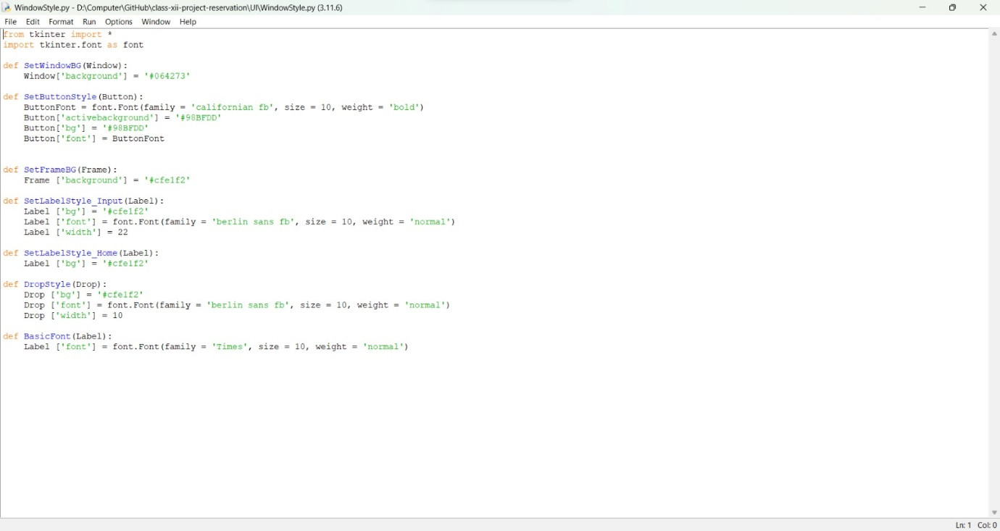 WindowStyle.py - D:\Computer\GitHub\class-xii-project-reservation\UI\WindowStyle.py (3.11.6)
File Edit Format Run Options Window Help
from tkinter import *
import tkinter.font as font
def SetWindowBG(Window):
    Window['background'] = '#064273'
def SetButtonStyle(Button):
    ButtonFont = font.Font(family = 'californian fb', size = 10, weight = 'bold')
    Button['activebackground'] = '#98BFDD'
    Button['bg'] = '#98BFDD'
    Button['font'] = ButtonFont
def SetFrameBG(Frame):
    Frame ['background'] = '#cfe1f2'
def SetLabelStyle_Input(Label):
    Label ['bg'] = '#cfe1f2'
    Label ['font'] = font.Font(family = 'berlin sans fb', size = 10, weight = 'normal')
    Label ['width'] = 22
def SetLabelStyle_Home(Label):
    Label ['bg'] = '#cfe1f2'
def DropStyle(Drop):
    Drop ['bg'] = '#cfe1f2'
    Drop ['font'] = font.Font(family = 'berlin sans fb', size = 10, weight = 'normal')
    Drop ['width'] = 10
def BasicFont(Label):
    Label ['font'] = font.Font(family = 'Times', size = 10, weight = 'normal')
Ln: 1 Col: 0